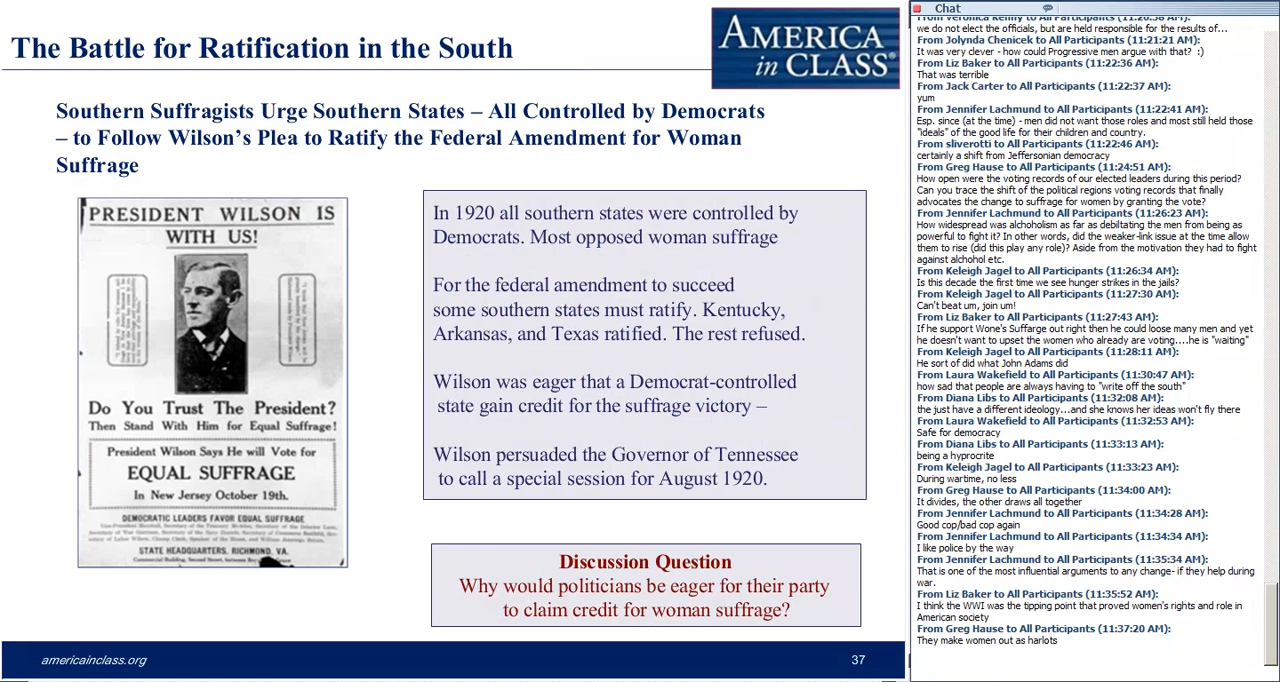 The Battle for Ratification in the South
AMERICA
in CLASS®
Southern Suffragists Urge Southern States – All Controlled by Democrats
– to Follow Wilson's Plea to Ratify the Federal Amendment for Woman
Suffrage
PRESIDENT WILSON IS
WITH US!
Do You Trust The President?
Then Stand With Him for Equal Suffrage!
President Wilson Says He will Vote for
EQUAL SUFFRAGE
In New Jersey October 19th.
DEMOCRATIC LEADERS FAVOR EQUAL SUFFRAGE
STATE HEADQUARTERS, RICHMOND, VA.
In 1920 all southern states were controlled by
Democrats. Most opposed woman suffrage
For the federal amendment to succeed
some southern states must ratify. Kentucky,
Arkansas, and Texas ratified. The rest refused.
Wilson was eager that a Democrat-controlled
state gain credit for the suffrage victory –
Wilson persuaded the Governor of Tennessee
to call a special session for August 1920.
Discussion Question
Why would politicians be eager for their party
to claim credit for woman suffrage?
americainclass.org
37
Chat
From Veronica Kenny to All Participants (11:20:58 AM):
we do not elect the officials, but are held responsible for the results of...
From Jolynda Chenicek to All Participants (11:21:21 AM):
It was very clever - how could Progressive men argue with that? :)
From Liz Baker to All Participants (11:22:36 AM):
That was terrible
From Jack Carter to All Participants (11:22:37 AM):
yum
From Jennifer Lachmund to All Participants (11:22:41 AM):
Esp. since (at the time) - men did not want those roles and most still held those
"ideals" of the good life for their children and country.
From sliverotti to All Participants (11:22:46 AM):
certainly a shift from Jeffersonian democracy
From Greg Hause to All Participants (11:24:51 AM):
How open were the voting records of our elected leaders during this period?
Can you trace the shift of the political regions voting records that finally
advocates the change to suffrage for women by granting the vote?
From Jennifer Lachmund to All Participants (11:26:23 AM):
How widespread was alchoholism as far as debiltating the men from being as
powerful to fight it? In other words, did the weaker-link issue at the time allow
them to rise (did this play any role)? Aside from the motivation they had to fight
against alchohol etc.
From Keleigh Jagel to All Participants (11:26:34 AM):
Is this decade the first time we see hunger strikes in the jails?
From Keleigh Jagel to All Participants (11:27:30 AM):
Can't beat um, join um!
From Liz Baker to All Participants (11:27:43 AM):
If he support Wone's Suffarge out right then he could loose many men and yet
he doesn't want to upset the women who already are voting....he is "waiting"
From Keleigh Jagel to All Participants (11:28:11 AM):
He sort of did what John Adams did
From Laura Wakefield to All Participants (11:30:47 AM):
how sad that people are always having to "write off the south"
From Diana Libs to All Participants (11:32:08 AM):
the just have a different ideology...and she knows her ideas won't fly there
From Laura Wakefield to All Participants (11:32:53 AM):
Safe for democracy
From Diana Libs to All Participants (11:33:13 AM):
being a hyprocrite
From Keleigh Jagel to All Participants (11:33:23 AM):
During wartime, no less
From Greg Hause to All Participants (11:34:00 AM):
It divides, the other draws all together
From Jennifer Lachmund to All Participants (11:34:28 AM):
Good cop/bad cop again
From Jennifer Lachmund to All Participants (11:34:34 AM):
I like police by the way
From Jennifer Lachmund to All Participants (11:35:34 AM):
That is one of the most influential arguments to any change- if they help during
war.
From Liz Baker to All Participants (11:35:52 AM):
I think the WWI was the tipping point that proved women's rights and role in
American society
From Greg Hause to All Participants (11:37:20 AM):
They make women out as harlots